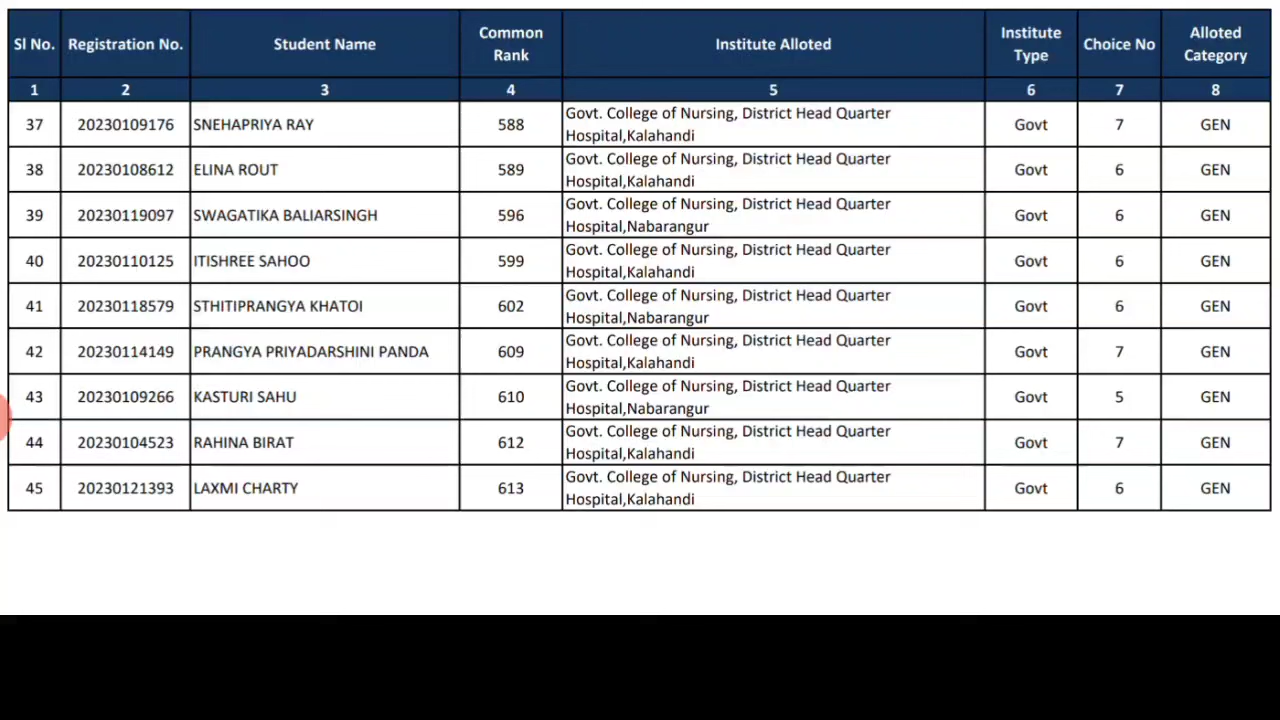 Sl No. Registration No. Student Name Common Rank Institute Alloted Institute Type Choice No Alloted Category
1 2 3 4 5 6 7 8
37 20230109176 SNEHAPRIYA RAY 588 Govt. College of Nursing, District Head Quarter Hospital,Kalahandi Govt 7 GEN
38 20230108612 ELINA ROUT 589 Govt. College of Nursing, District Head Quarter Hospital,Kalahandi Govt 6 GEN
39 20230119097 SWAGATIKA BALIARSINGH 596 Govt. College of Nursing, District Head Quarter Hospital,Nabarangur Govt 6 GEN
40 20230110125 ITISHREE SAHOO 599 Govt. College of Nursing, District Head Quarter Hospital,Kalahandi Govt 6 GEN
41 20230118579 STHITIPRANGYA KHATOI 602 Govt. College of Nursing, District Head Quarter Hospital,Nabarangur Govt 6 GEN
42 20230114149 PRANGYA PRIYADARSHINI PANDA 609 Govt. College of Nursing, District Head Quarter Hospital,Kalahandi Govt 7 GEN
43 20230109266 KASTURI SAHU 610 Govt. College of Nursing, District Head Quarter Hospital,Nabarangur Govt 5 GEN
44 20230104523 RAHINA BIRAT 612 Govt. College of Nursing, District Head Quarter Hospital,Kalahandi Govt 7 GEN
45 20230121393 LAXMI CHARTY 613 Govt. College of Nursing, District Head Quarter Hospital,Kalahandi Govt 6 GEN